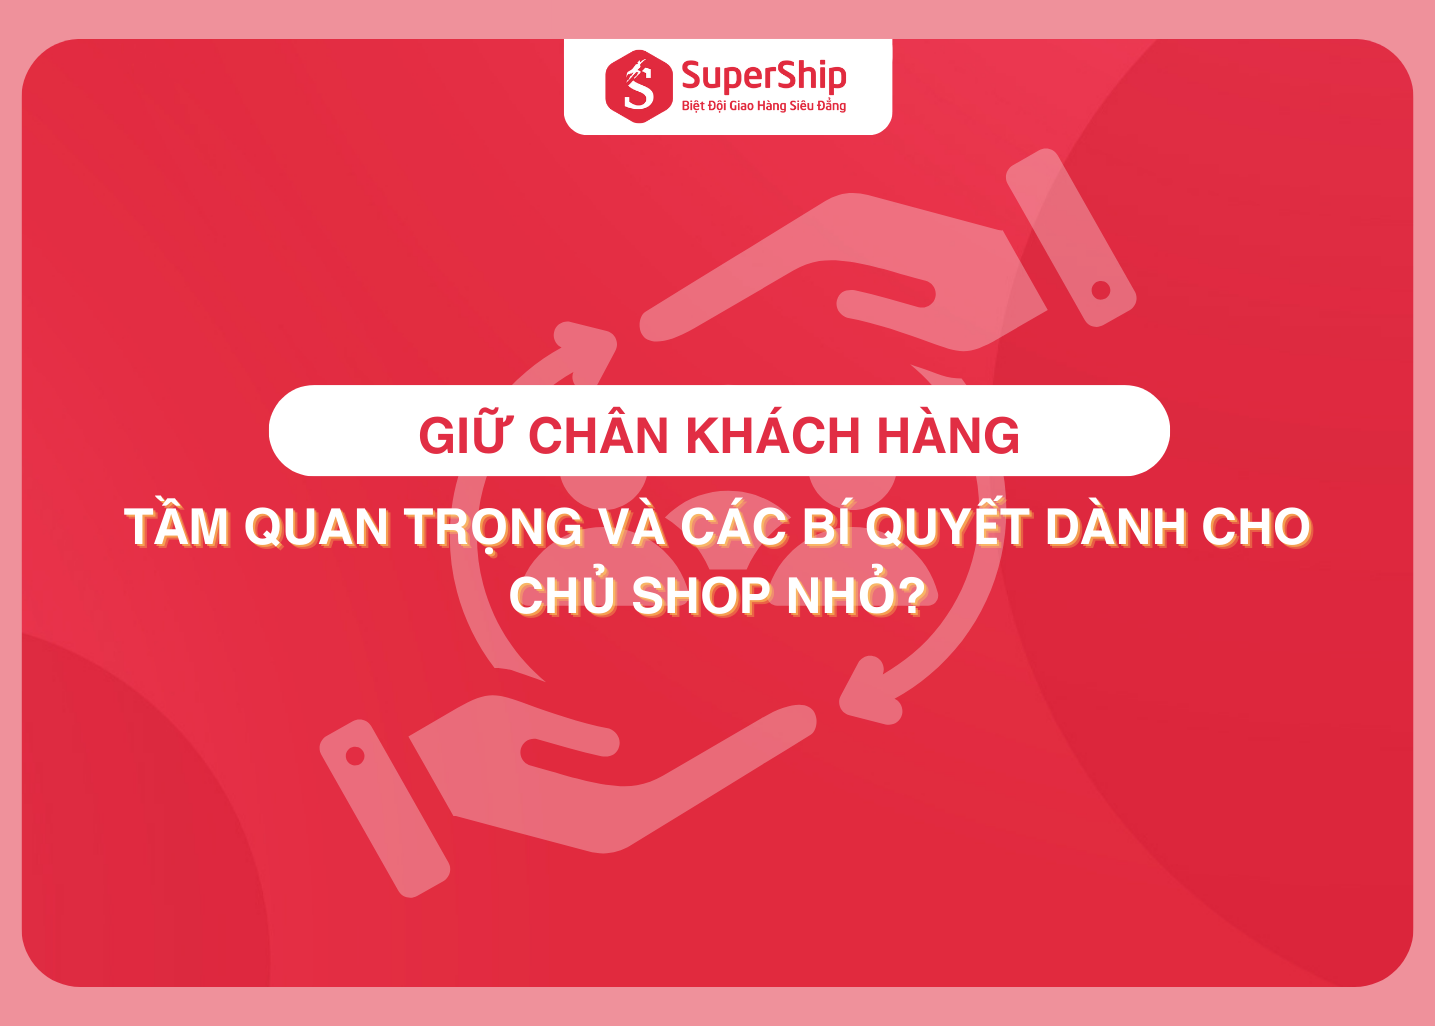 SuperShip
Biệt Đội Giao Hàng Siêu Đẳng
GIỮ CHÂN KHÁCH HÀNG
TẦM QUAN TRỌNG VÀ CÁC BÍ QUYẾT DÀNH CHO
CHỦ SHOP NHỎ?